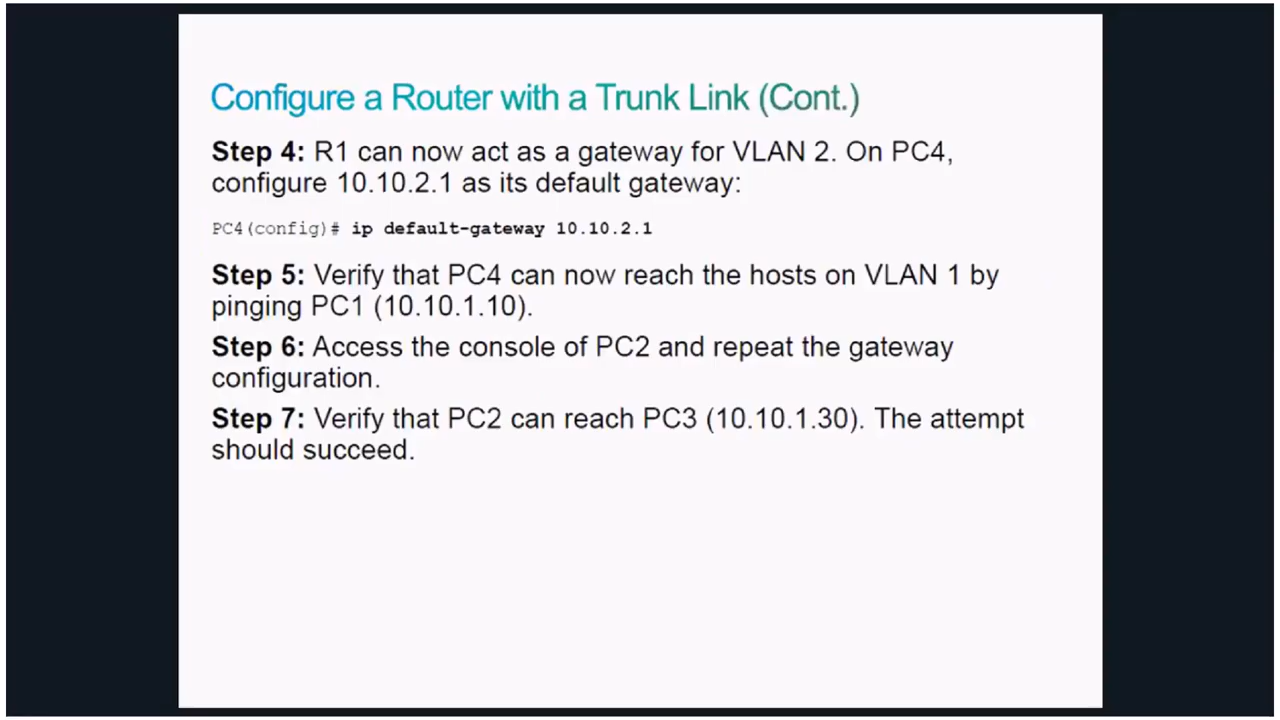 Configure a Router with a Trunk Link (Cont.)
Step 4: R1 can now act as a gateway for VLAN 2. On PC4,
configure 10.10.2.1 as its default gateway:
PC4(config)# ip default-gateway 10.10.2.1
Step 5: Verify that PC4 can now reach the hosts on VLAN 1 by
pinging PC1 (10.10.1.10).
Step 6: Access the console of PC2 and repeat the gateway
configuration.
Step 7: Verify that PC2 can reach PC3 (10.10.1.30). The attempt
should succeed.